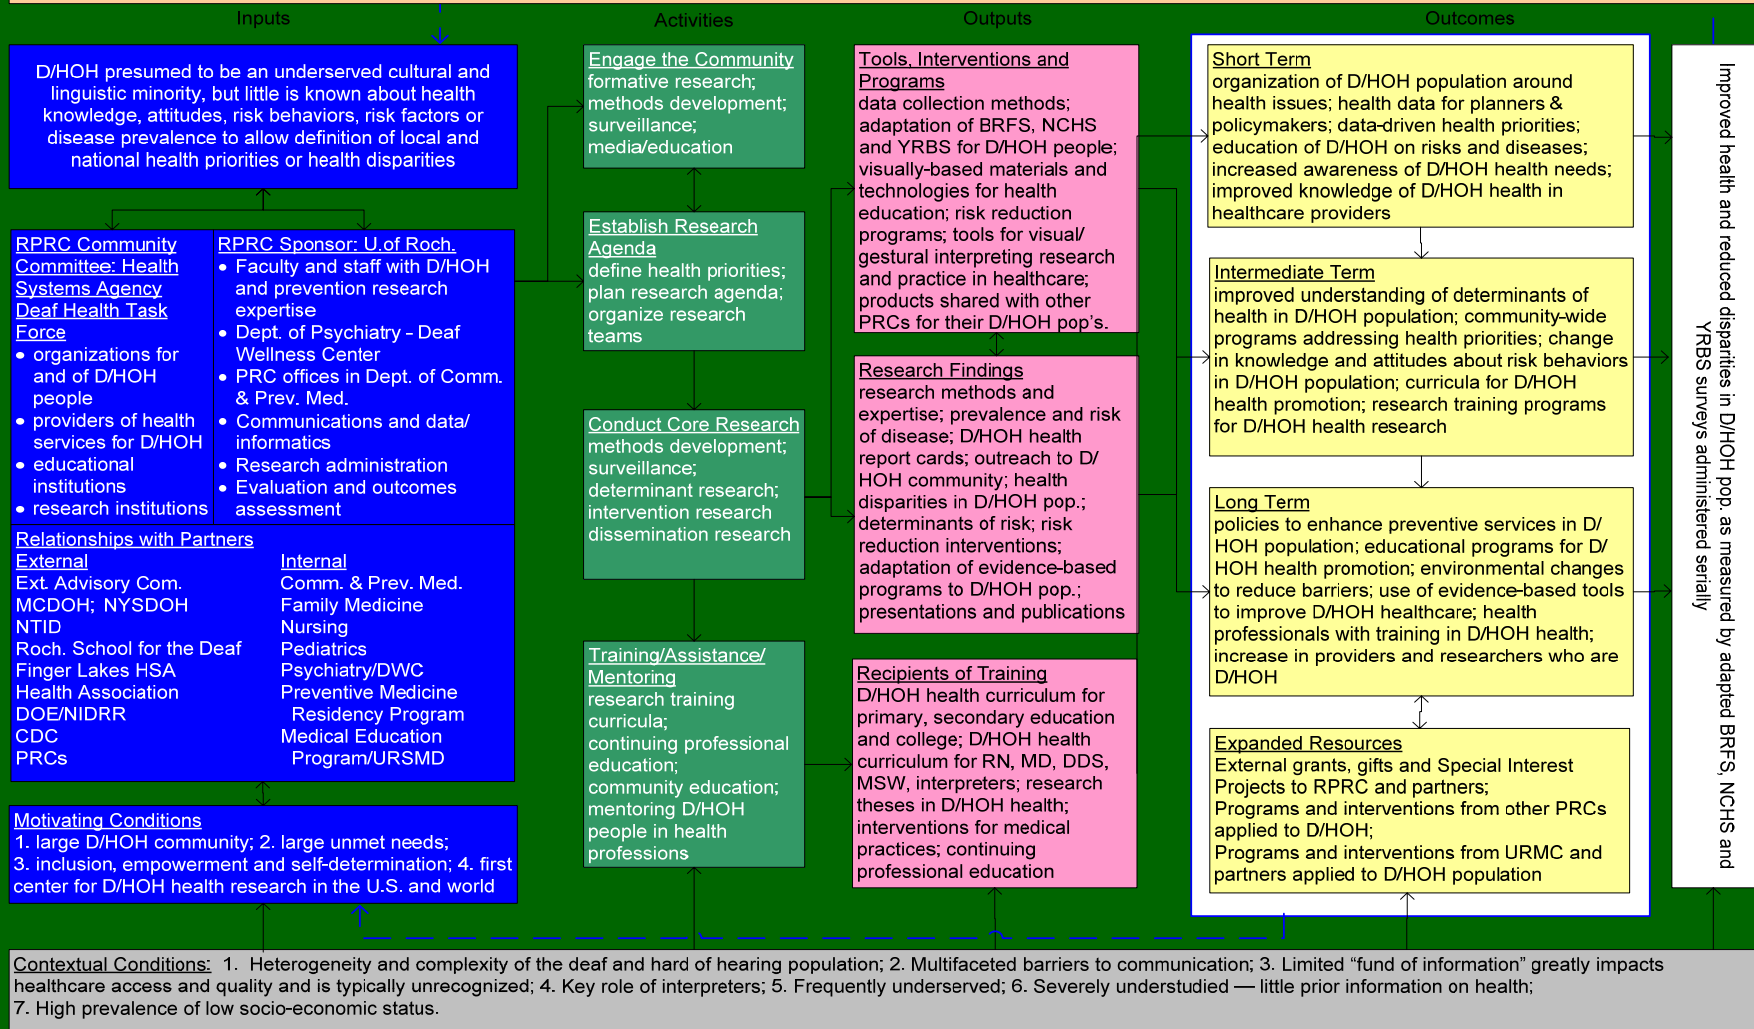 Inputs
Activities
Outputs
Outcomes
D/HOH presumed to be an underserved cultural and
linguistic minority, but little is known about health
knowledge, attitudes, risk behaviors, risk factors or
disease prevalence to allow definition of local and
national health priorities or health disparities
RPRC Community
Committee: Health
Systems Agency
Deaf Health Task
Force
• organizations for
and of D/HOH
people
• providers of health
services for D/HOH
• educational
institutions
• research institutions
RPRC Sponsor: U.of Roch.
• Faculty and staff with D/HOH
and prevention research
expertise
• Dept. of Psychiatry - Deaf
Wellness Center
• PRC offices in Dept. of Comm.
& Prev. Med.
• Communications and data/
informatics
• Research administration
• Evaluation and outcomes
assessment
Relationships with Partners
External
Ext. Advisory Com.
MCDOH; NYSDOH
NTID
Roch. School for the Deaf
Finger Lakes HSA
Health Association
DOE/NIDRR
CDC
PRCs
Internal
Comm. & Prev. Med.
Family Medicine
Nursing
Pediatrics
Psychiatry/DWC
Preventive Medicine
Residency Program
Medical Education
Program/URSMD
Motivating Conditions
1. large D/HOH community; 2. large unmet needs;
3. inclusion, empowerment and self-determination; 4. first
center for D/HOH health research in the U.S. and world
Engage the Community
formative research;
methods development;
surveillance;
media/education
Establish Research
Agenda
define health priorities;
plan research agenda;
organize research
teams
Conduct Core Research
methods development;
surveillance;
determinant research;
intervention research
dissemination research
Training/Assistance/
Mentoring
research training
curricula;
continuing professional
education;
community education;
mentoring D/HOH
people in health
professions
Tools, Interventions and
Programs
data collection methods;
adaptation of BRFS, NCHS
and YRBS for D/HOH people;
visually-based materials and
technologies for health
education; risk reduction
programs; tools for visual/
gestural interpreting research
and practice in healthcare;
products shared with other
PRCs for their D/HOH pop's.
Research Findings
research methods and
expertise; prevalence and risk
of disease; D/HOH health
report cards; outreach to D/
HOH community; health
disparities in D/HOH pop.;
determinants of risk; risk
reduction interventions;
adaptation of evidence-based
programs to D/HOH pop.;
presentations and publications
Recipients of Training
D/HOH health curriculum for
primary, secondary education
and college; D/HOH health
curriculum for RN, MD, DDS,
MSW, interpreters; research
theses in D/HOH health;
interventions for medical
practices; continuing
professional education
Short Term
organization of D/HOH population around
health issues; health data for planners &
policymakers; data-driven health priorities;
education of D/HOH on risks and diseases;
increased awareness of D/HOH health needs;
improved knowledge of D/HOH health in
healthcare providers
Intermediate Term
improved understanding of determinants of
health in D/HOH population; community-wide
programs addressing health priorities; change
in knowledge and attitudes about risk behaviors
in D/HOH population; curricula for D/HOH
health promotion; research training programs
for D/HOH health research
Long Term
policies to enhance preventive services in D/
HOH population; educational programs for D/
HOH health promotion; environmental changes
to reduce barriers; use of evidence-based tools
to improve D/HOH healthcare; health
professionals with training in D/HOH health;
increase in providers and researchers who are
D/HOH
Expanded Resources
External grants, gifts and Special Interest
Projects to RPRC and partners;
Programs and interventions from other PRCs
applied to D/HOH;
Programs and interventions from URMC and
partners applied to D/HOH population
Improved health and reduced disparities in D/HOH pop. as measured by adapted BRFS, NCHS and
YRBS surveys administered serially
Contextual Conditions: 1. Heterogeneity and complexity of the deaf and hard of hearing population; 2. Multifaceted barriers to communication; 3. Limited “fund of information” greatly impacts
healthcare access and quality and is typically unrecognized; 4. Key role of interpreters; 5. Frequently underserved; 6. Severely understudied — little prior information on health;
7. High prevalence of low socio-economic status.